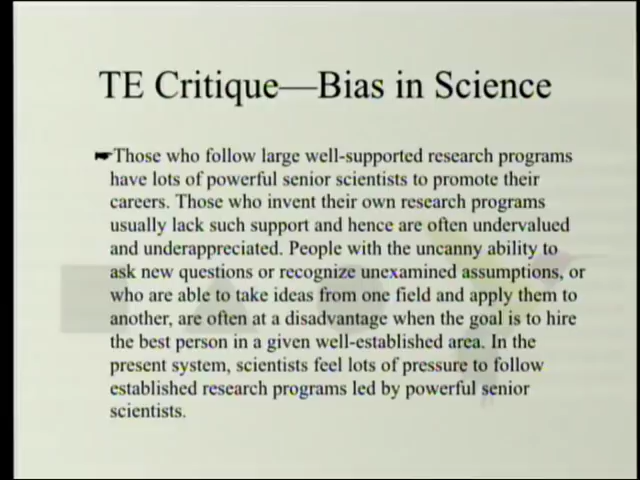 TE Critique—Bias in Science
Those who follow large well-supported research programs
have lots of powerful senior scientists to promote their
careers. Those who invent their own research programs
usually lack such support and hence are often undervalued
and underappreciated. People with the uncanny ability to
ask new questions or recognize unexamined assumptions, or
who are able to take ideas from one field and apply them to
another, are often at a disadvantage when the goal is to hire
the best person in a given well-established area. In the
present system, scientists feel lots of pressure to follow
established research programs led by powerful senior
scientists.